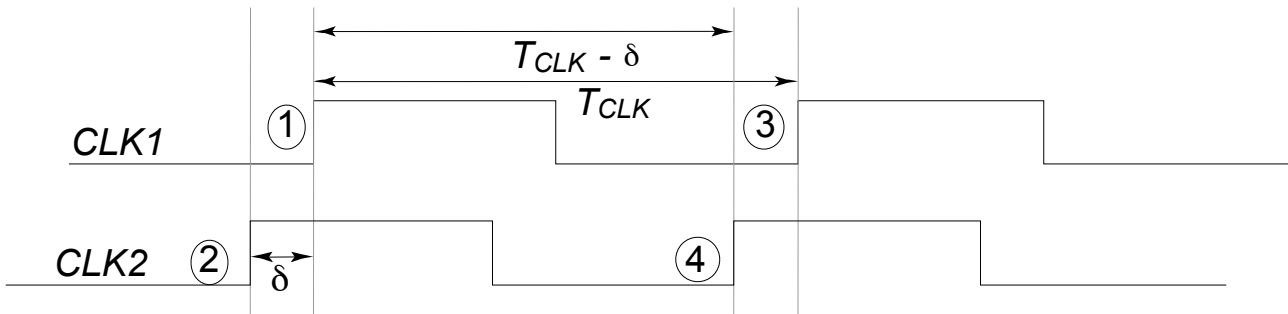 T_CLK - δ
T_CLK
1
3
CLK1
CLK2
2
δ
4